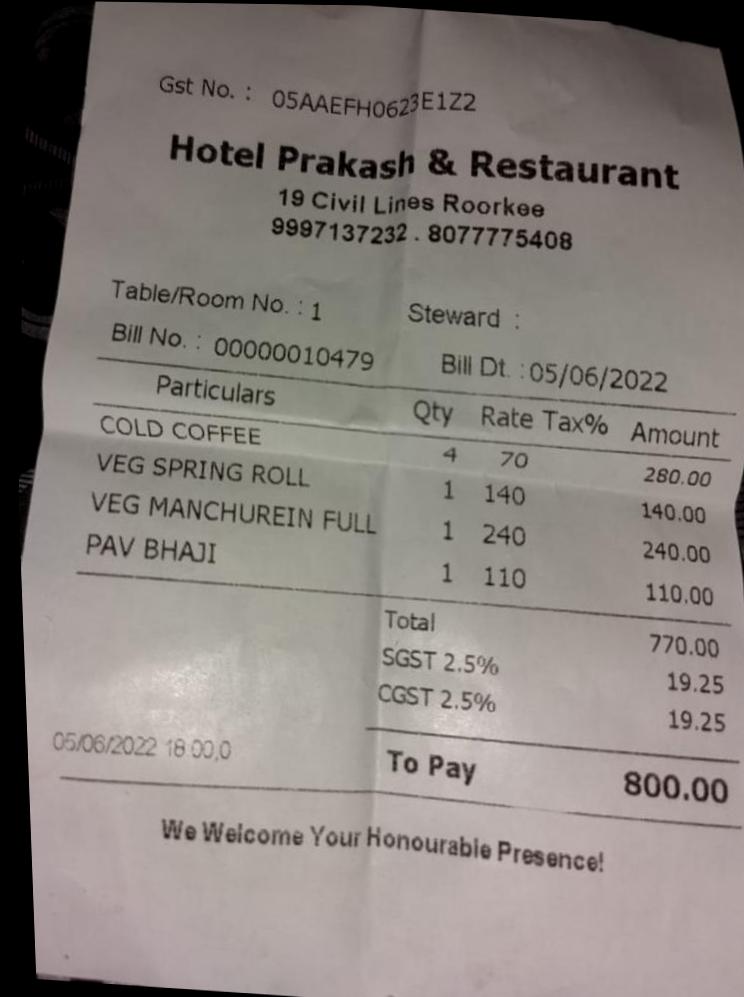 Gst No. : 05AAEFH0623E1Z2
Hotel Prakash & Restaurant
19 Civil Lines Roorkee
9997137232 . 8077775408
Table/Room No. : 1 Steward :
Bill No. : 00000010479 Bill Dt. : 05/06/2022
Particulars Qty Rate Tax% Amount
COLD COFFEE 4 70 280.00
VEG SPRING ROLL 1 140 140.00
VEG MANCHUREIN FULL 1 240 240.00
PAV BHAJI 1 110 110.00
Total 770.00
SGST 2.5% 19.25
CGST 2.5% 19.25
05/06/2022 18 00,0
To Pay 800.00
We Welcome Your Honourable Presence!